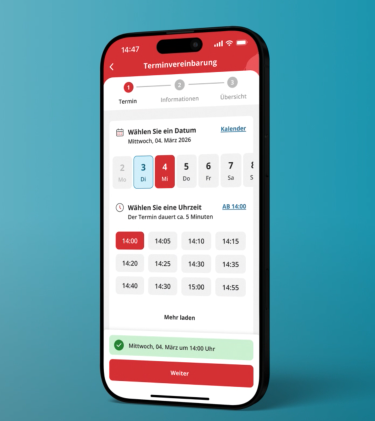 14:47
Terminvereinbarung
1 2 3
Termin Informationen Übersicht
Wählen Sie ein Datum Kalender
Mittwoch, 04. März 2026
2 3 4 5 6 7 8
Mo Di Mi Do Fr Sa S
Wählen Sie eine Uhrzeit AB 14:00
Der Termin dauert ca. 5 Minuten
14:00 14:05 14:10 14:15
14:20 14:25 14:30 14:35
14:40 14:30 15:00 14:55
Mehr laden
Mittwoch, 04. März um 14:00 Uhr
Weiter